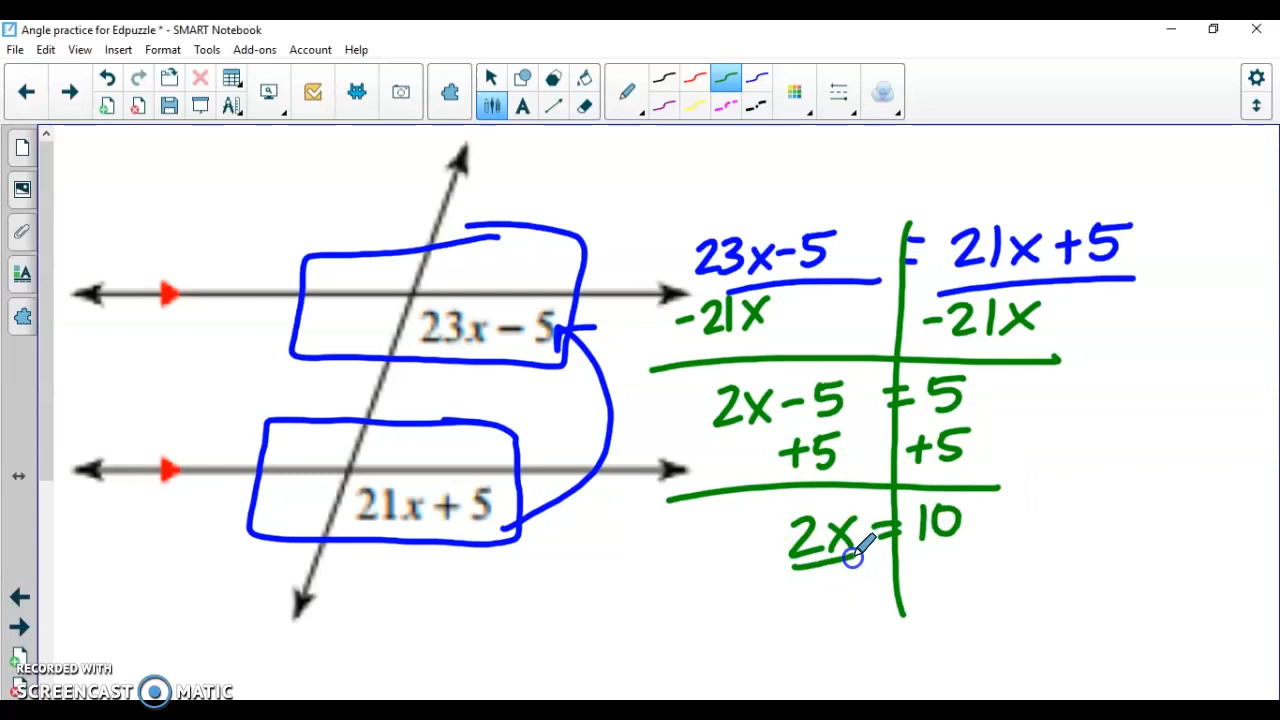 Angle practice for Edpuzzle * - SMART Notebook
File Edit View Insert Format Tools Add-ons Account Help
23x-5 = 21x+5
-21x -21x
23x – 5
2x-5 = 5
+5 +5
21x + 5
2x = 10
RECORDED WITH
SCREENCAST MATIC